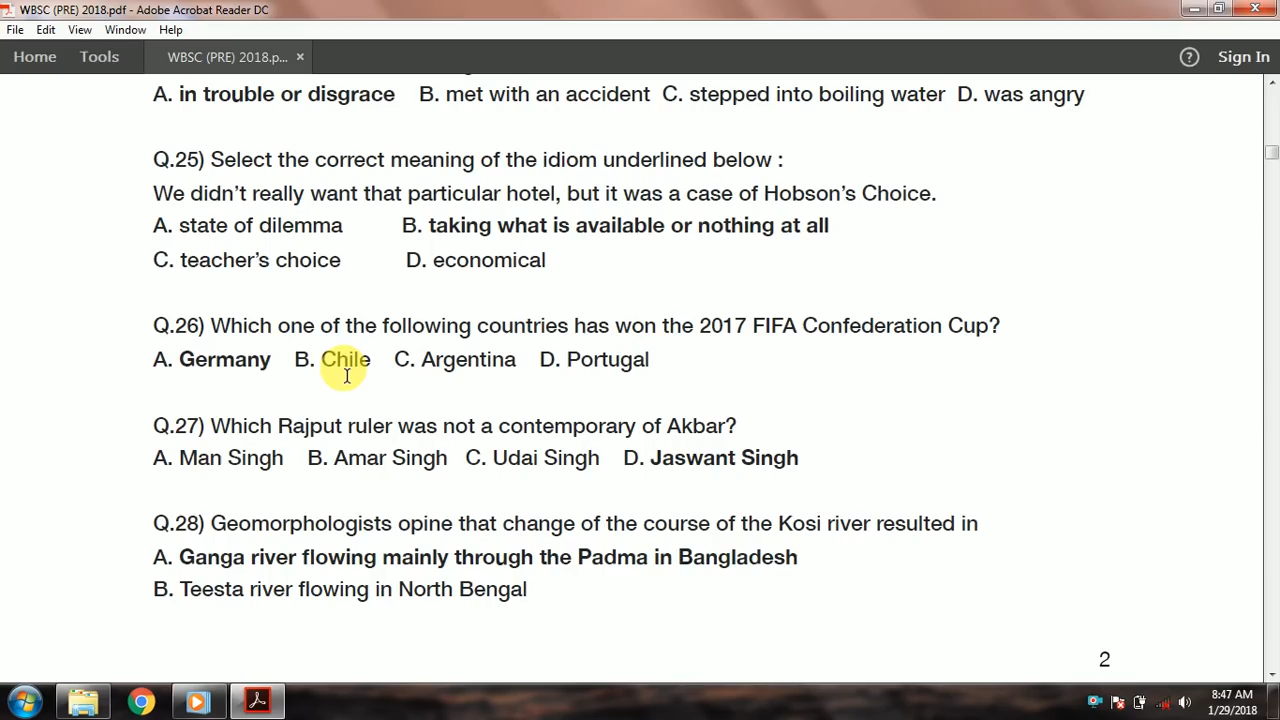 WBSC (PRE) 2018.pdf - Adobe Acrobat Reader DC
File Edit View Window Help
Home Tools WBSC (PRE) 2018.p... × ? Sign In
A. in trouble or disgrace B. met with an accident C. stepped into boiling water D. was angry
Q.25) Select the correct meaning of the idiom underlined below :
We didn’t really want that particular hotel, but it was a case of Hobson’s Choice.
A. state of dilemma B. taking what is available or nothing at all
C. teacher’s choice D. economical
Q.26) Which one of the following countries has won the 2017 FIFA Confederation Cup?
A. Germany B. Chile C. Argentina D. Portugal
Q.27) Which Rajput ruler was not a contemporary of Akbar?
A. Man Singh B. Amar Singh C. Udai Singh D. Jaswant Singh
Q.28) Geomorphologists opine that change of the course of the Kosi river resulted in
A. Ganga river flowing mainly through the Padma in Bangladesh
B. Teesta river flowing in North Bengal
2
8:47 AM
1/29/2018